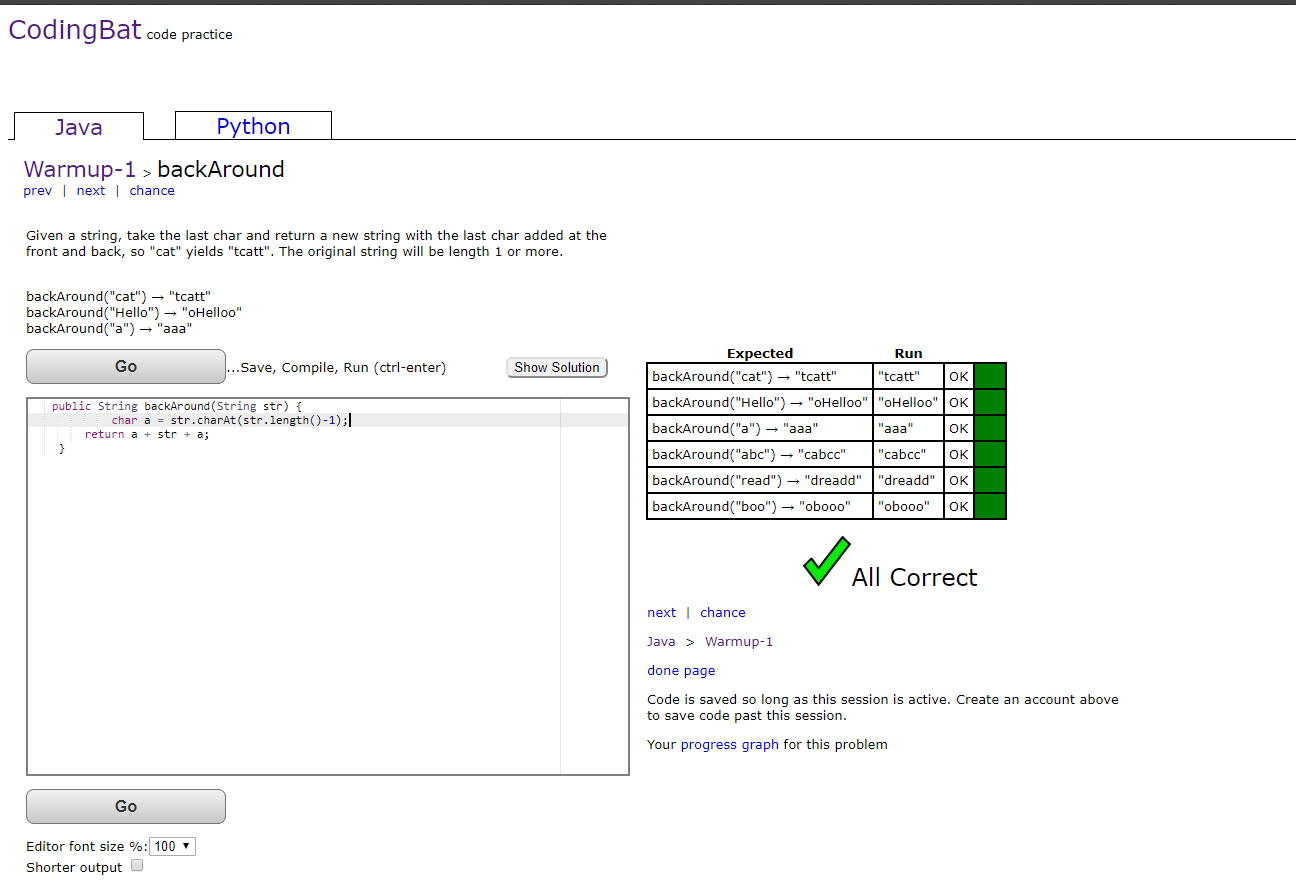 CodingBat code practice
Java
Python
Warmup-1 > backAround
prev | next | chance
Given a string, take the last char and return a new string with the last char added at the
front and back, so "cat" yields "tcatt". The original string will be length 1 or more.
backAround("cat") → "tcatt"
backAround("Hello") → "oHelloo"
backAround("a") → "aaa"
Go
...Save, Compile, Run (ctrl-enter)
Show Solution
public String backAround(String str) {
char a = str.charAt(str.length()-1);
return a + str + a;
}
Go
Editor font size %: 100 ▼
Shorter output
Expected Run
backAround("cat") → "tcatt" "tcatt" OK
backAround("Hello") → "oHelloo" "oHelloo" OK
backAround("a") → "aaa" "aaa" OK
backAround("abc") → "cabcc" "cabcc" OK
backAround("read") → "dreadd" "dreadd" OK
backAround("boo") → "obooo" "obooo" OK
All Correct
next | chance
Java > Warmup-1
done page
Code is saved so long as this session is active. Create an account above
to save code past this session.
Your progress graph for this problem